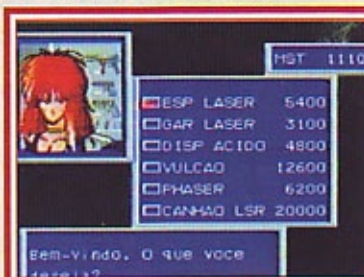 MST 1110
ESP LASER 5400
GAR LASER 3100
DISP ACIDO 4800
VULCAO 12600
PHASER 6200
CANHAO LSR 20000
Bem-vindo. O que voce
deseja?